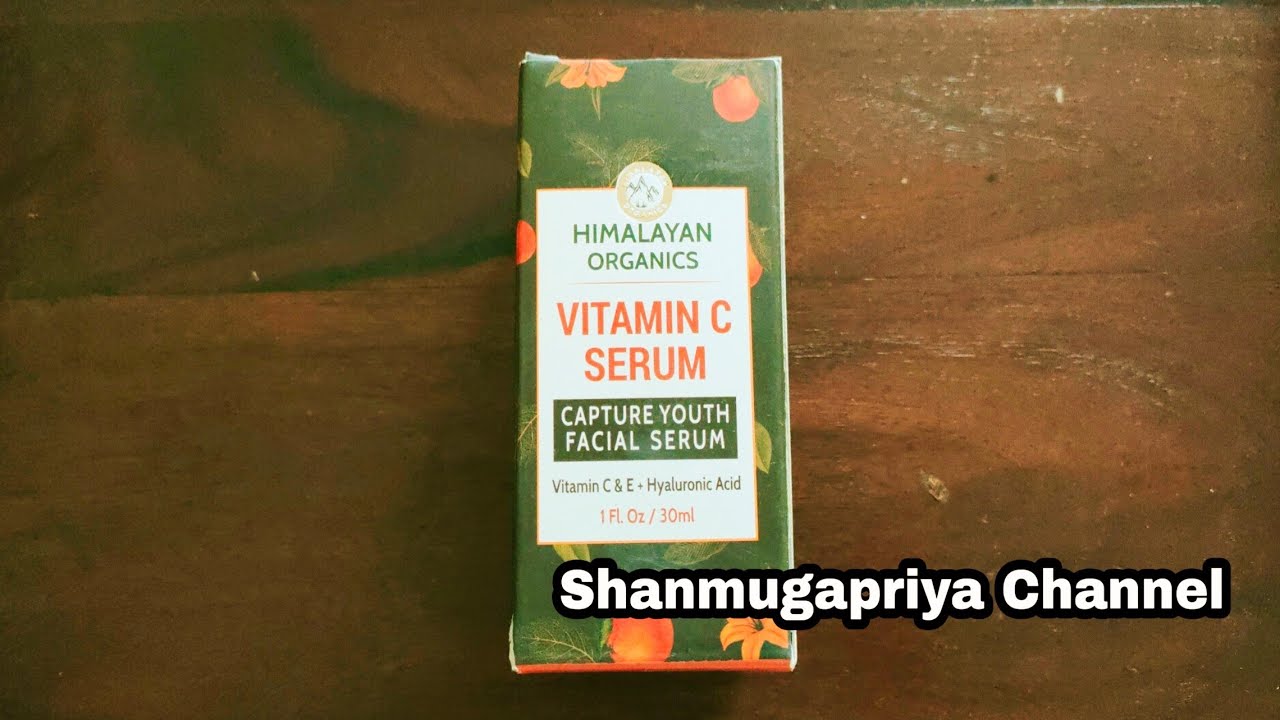 HIMALAYAN
ORGANICS
VITAMIN C
SERUM
CAPTURE YOUTH
FACIAL SERUM
Vitamin C & E + Hyaluronic Acid
1 Fl. Oz / 30ml
Shanmugapriya Channel